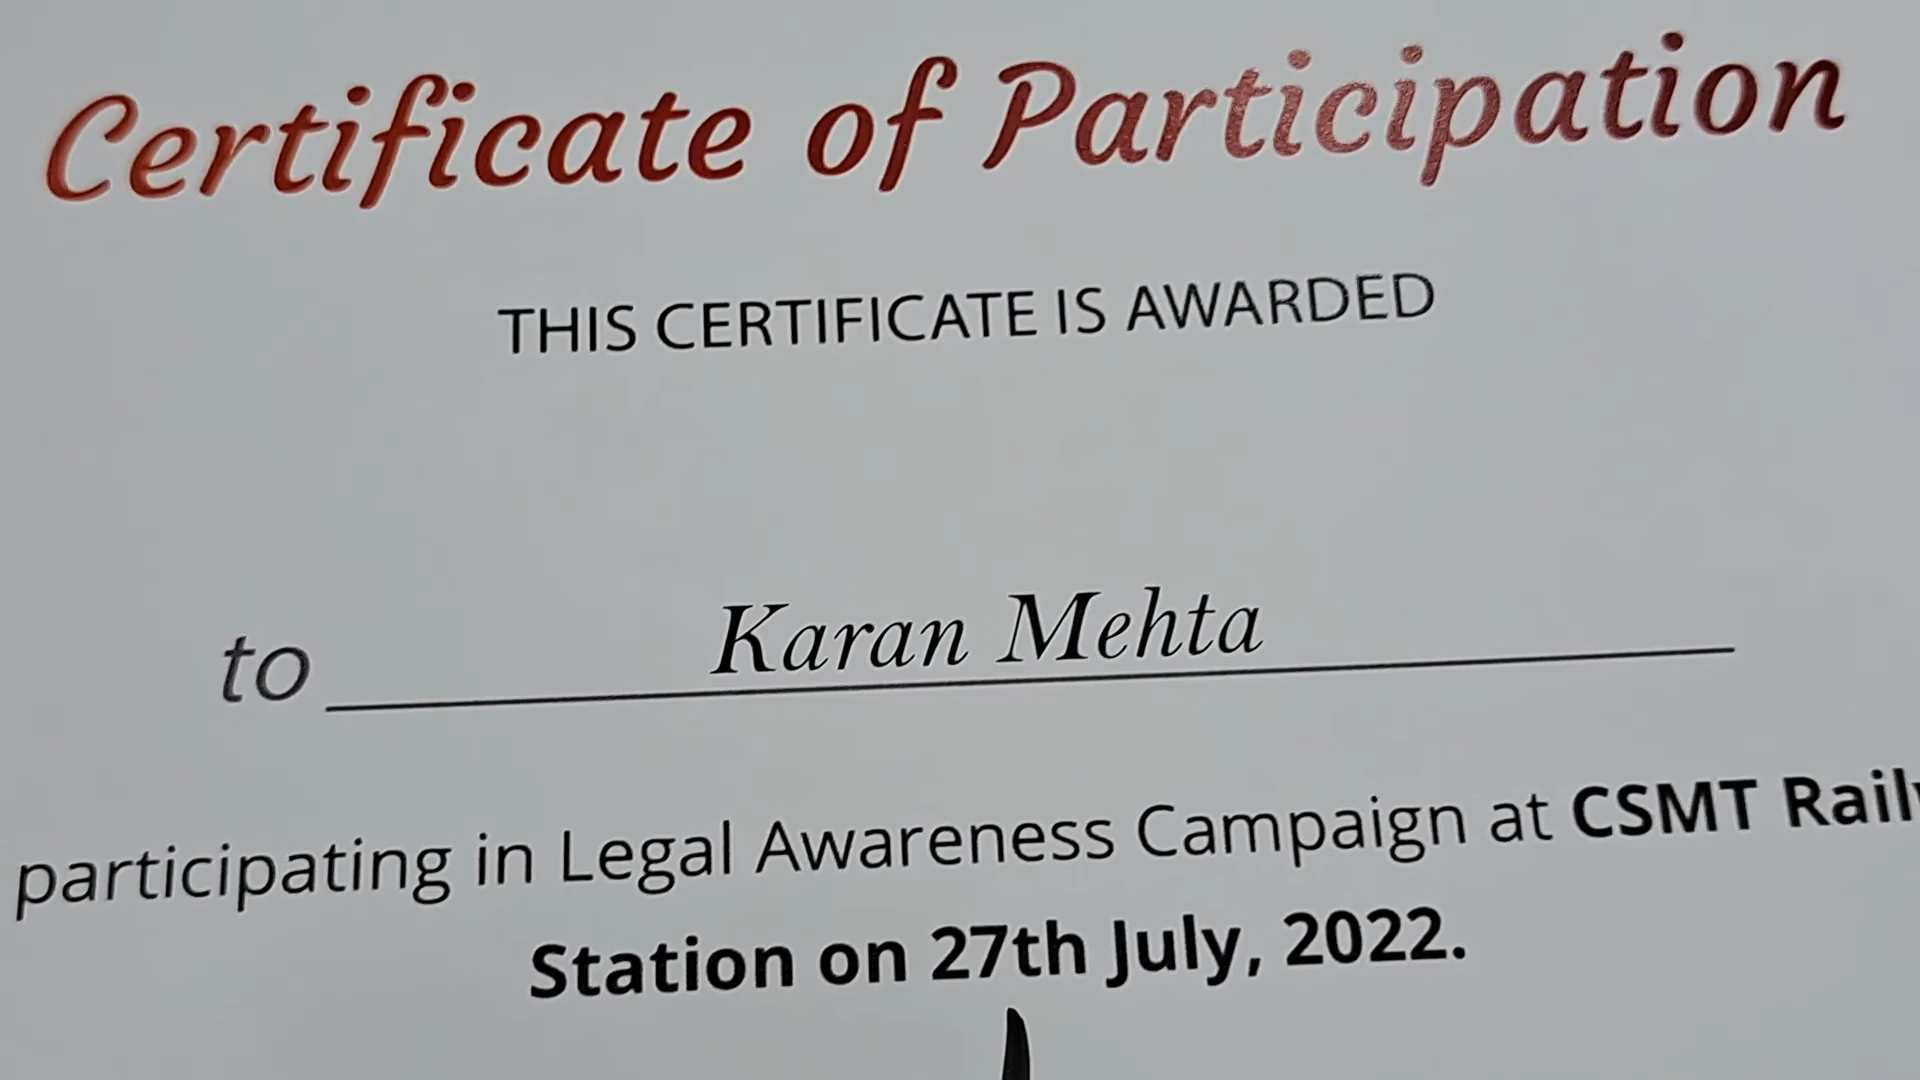 Certificate of Participation
THIS CERTIFICATE IS AWARDED
to Karan Mehta
participating in Legal Awareness Campaign at CSMT Rail
Station on 27th July, 2022.